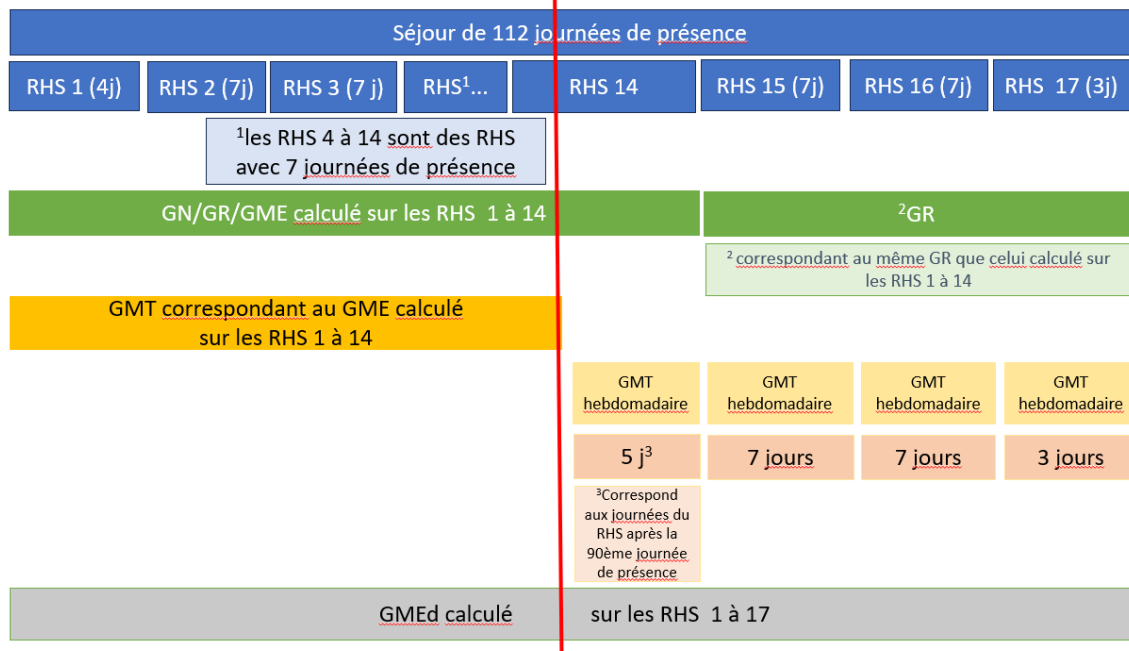 Séjour de 112 journées de présence
RHS 1 (4j)
RHS 2 (7j)
RHS 3 (7 j)
RHS¹...
RHS 14
RHS 15 (7j)
RHS 16 (7j)
RHS 17 (3j)
¹les RHS 4 à 14 sont des RHS
avec 7 journées de présence
GN/GR/GME calculé sur les RHS 1 à 14
²GR
² correspondant au même GR que celui calculé sur
les RHS 1 à 14
GMT correspondant au GME calculé
sur les RHS 1 à 14
GMT
hebdomadaire
GMT
hebdomadaire
GMT
hebdomadaire
GMT
hebdomadaire
5 j³
7 jours
7 jours
3 jours
³Correspond
aux journées du
RHS après la
90ème journée
de présence
GMEd calculé sur les RHS 1 à 17